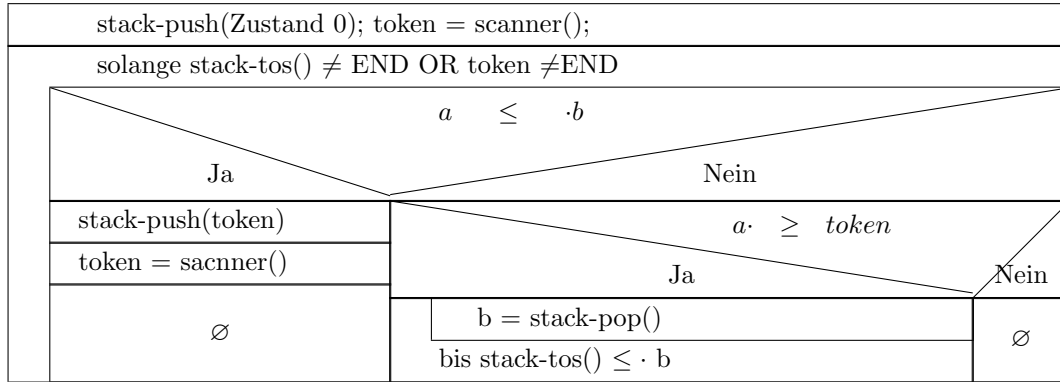 stack-push(Zustand 0); token = scanner();
solange stack-tos() ≠ END OR token ≠END
a ≤ ·b
Ja
Nein
stack-push(token)
a· ≥ token
token = sacnner()
Ja
Nein
∅
b = stack-pop()
∅
bis stack-tos() ≤ · b